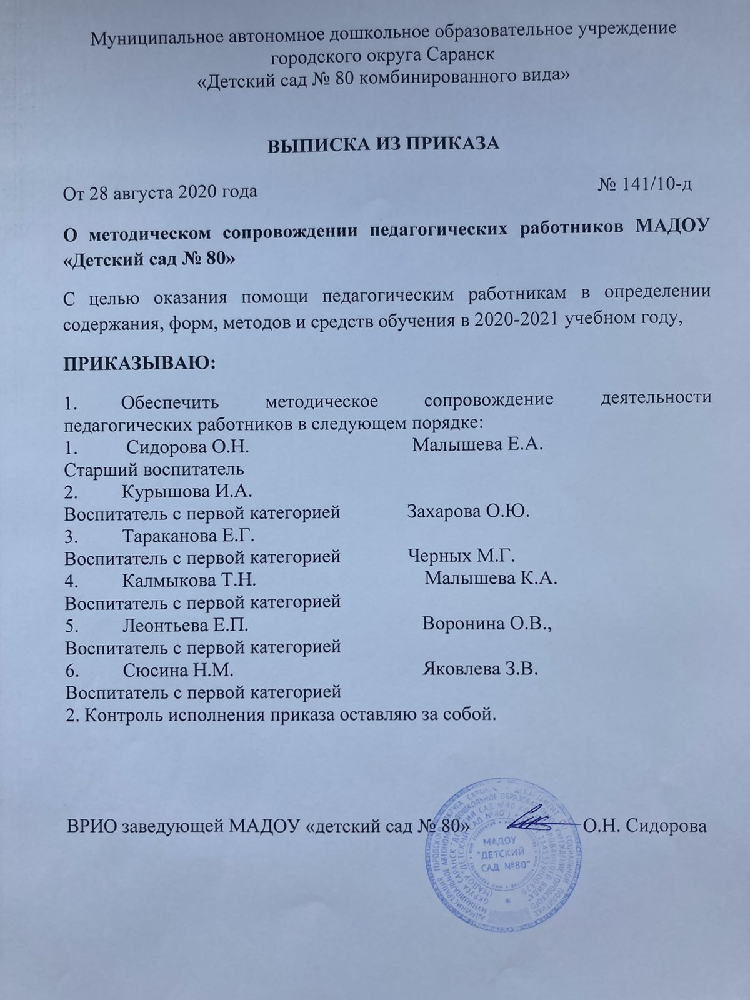 Муниципальное автономное дошкольное образовательное учреждение
городского округа Саранск
«Детский сад № 80 комбинированного вида»
ВЫПИСКА ИЗ ПРИКАЗА
От 28 августа 2020 года № 141/10-д
О методическом сопровождении педагогических работников МАДОУ
«Детский сад № 80»
С целью оказания помощи педагогическим работникам в определении
содержания, форм, методов и средств обучения в 2020-2021 учебном году,
ПРИКАЗЫВАЮ:
1. Обеспечить методическое сопровождение деятельности
педагогических работников в следующем порядке:
1. Сидорова О.Н. Малышева Е.А.
Старший воспитатель
2. Курышова И.А.
Воспитатель с первой категорией Захарова О.Ю.
3. Тараканова Е.Г.
Воспитатель с первой категорией Черных М.Г.
4. Калмыкова Т.Н. Малышева К.А.
Воспитатель с первой категорией
5. Леонтьева Е.П. Воронина О.В.,
Воспитатель с первой категорией
6. Сюсина Н.М. Яковлева З.В.
Воспитатель с первой категорией
2. Контроль исполнения приказа оставляю за собой.
ВРИО заведующей МАДОУ «детский сад № 80» О.Н. Сидорова
МАДОУ
"ДЕТСКИЙ
САД №80"